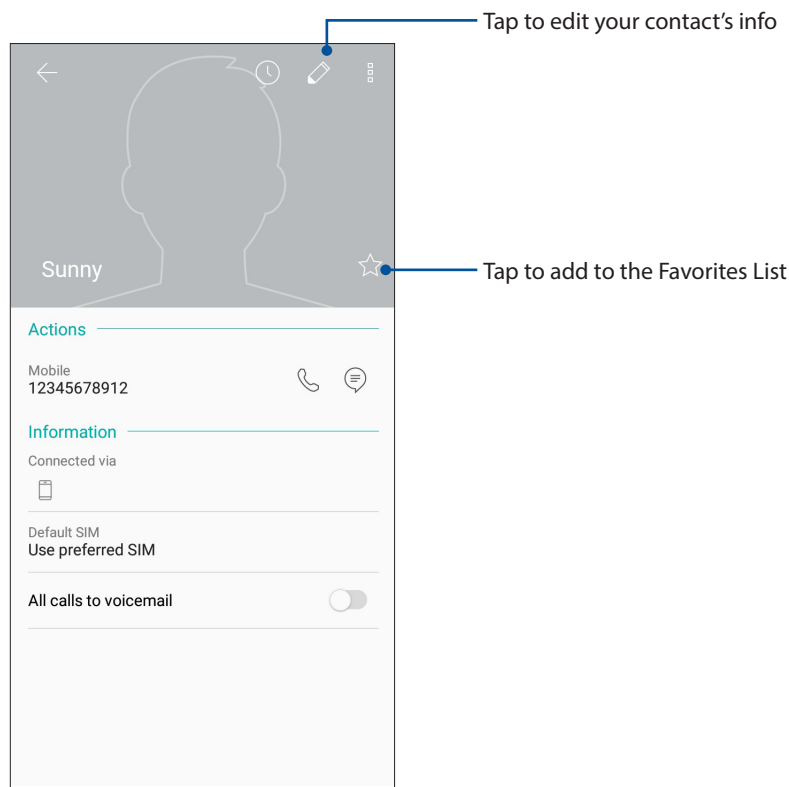 Tap to edit your contact's info
Sunny
Tap to add to the Favorites List
Actions
Mobile
12345678912
Information
Connected via
Default SIM
Use preferred SIM
All calls to voicemail